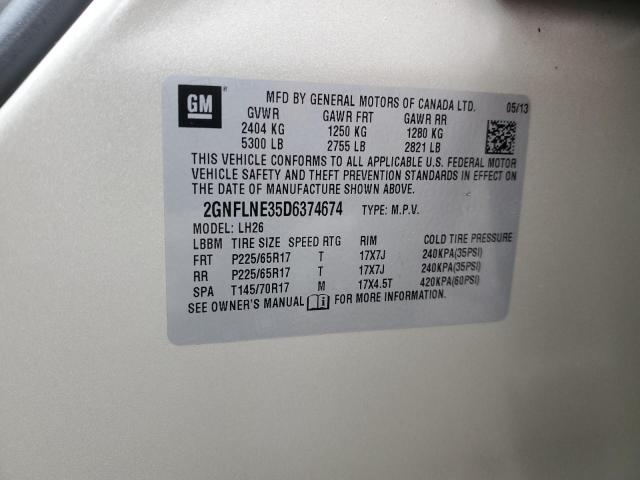 GM
MFD BY GENERAL MOTORS OF CANADA LTD. 05/13
GVWR GAWR FRT GAWR RR
2404 KG 1250 KG 1280 KG
5300 LB 2755 LB 2821 LB
THIS VEHICLE CONFORMS TO ALL APPLICABLE U.S. FEDERAL MOTOR
VEHICLE SAFETY AND THEFT PREVENTION STANDARDS IN EFFECT ON
THE DATE OF MANUFACTURE SHOWN ABOVE.
2GNFLNE35D6374674 TYPE: M.P.V.
MODEL: LH26
LBBM TIRE SIZE SPEED RTG RIM COLD TIRE PRESSURE
FRT P225/65R17 T 17X7J 240KPA(35PSI)
RR P225/65R17 T 17X7J 240KPA(35PSI)
SPA T145/70R17 M 17X4.5T 420KPA(60PSI)
SEE OWNER'S MANUAL FOR MORE INFORMATION.